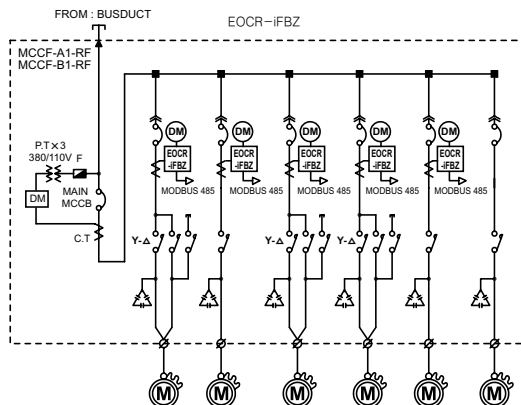 FROM : BUSDUCT
EOCR-iFBZ
MCCF-A1-RF
MCCF-B1-RF
P.T×3
380/110V F
DM
MAIN
MCCB
C.T
DM
EOCR
-iFBZ
MODBUS 485
Y-△
M
DM
EOCR
-iFBZ
MODBUS 485
M
DM
EOCR
-iFBZ
MODBUS 485
Y-△
M
DM
EOCR
-iFBZ
MODBUS 485
Y-△
M
DM
EOCR
-iFBZ
MODBUS 485
M
M